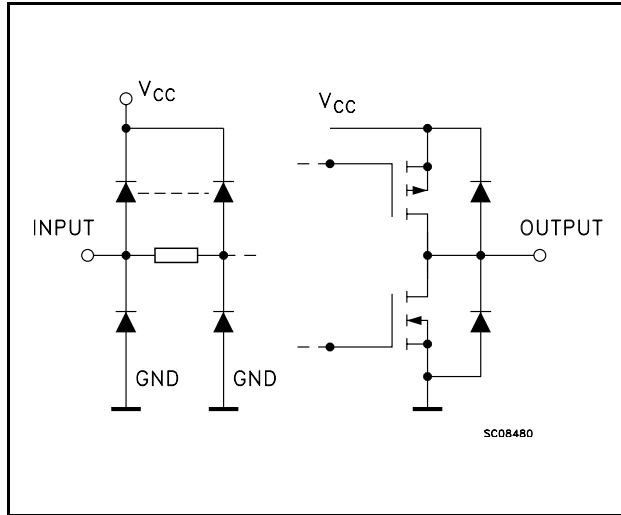 VCC
VCC
INPUT
OUTPUT
GND
GND
SC08480